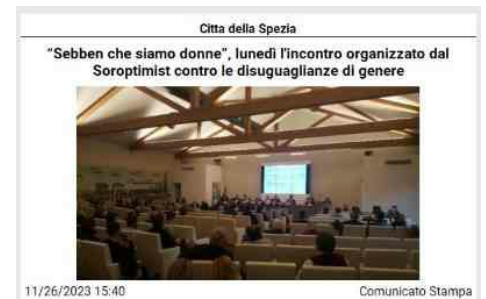 Citta della Spezia
“Sebben che siamo donne”, lunedì l'incontro organizzato dal
Soroptimist contro le disuguaglianze di genere
11/26/2023 15:40
Comunicato Stampa